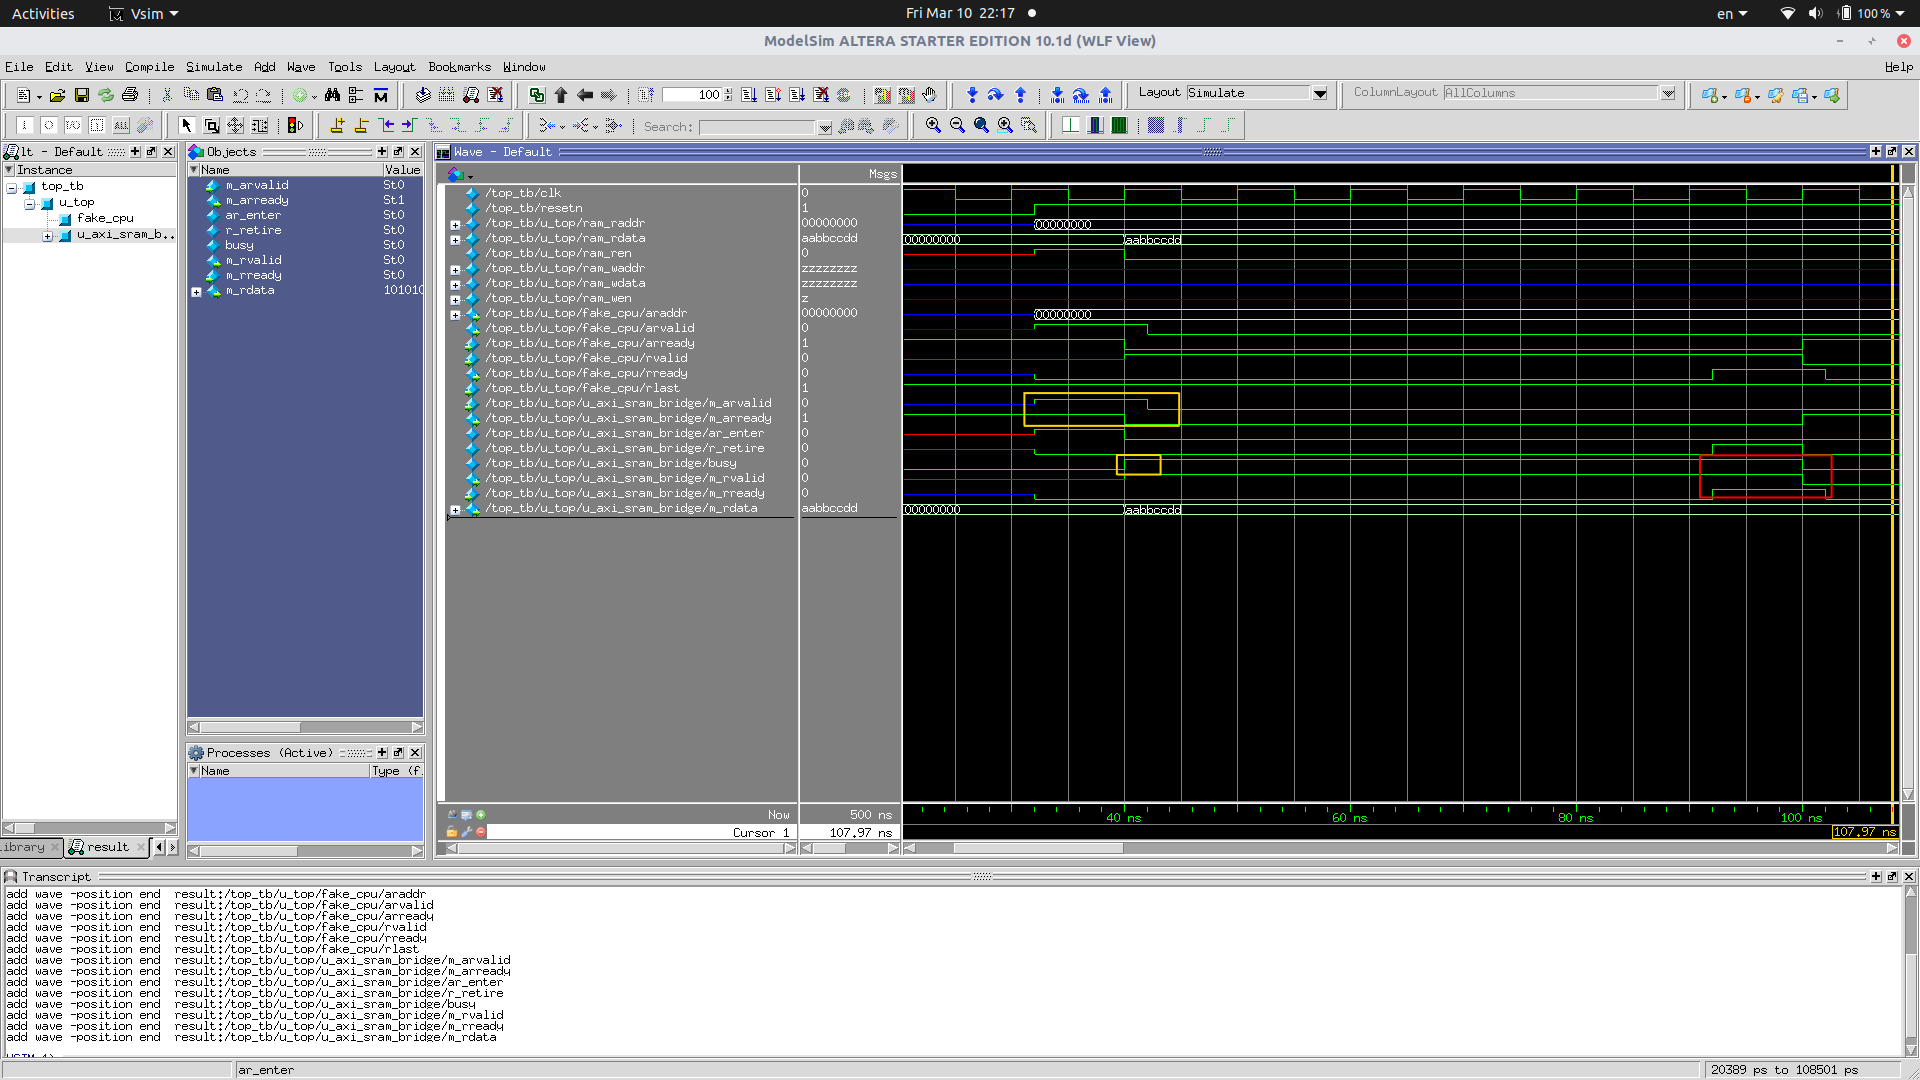 Activities
Vsim
Fri Mar 10 22:17
en
100 %
ModelSim ALTERA STARTER EDITION 10.1d (WLF View)
File Edit View Compile Simulate Add Wave Tools Layout Bookmarks Window
Help
100
Layout Simulate
ColumnLayout AllColumns
Search:
lt - Default
Instance
top_tb
u_top
fake_cpu
u_axi_sram_b..
Objects
Name Value
m_arvalid St0
m_arready St1
ar_enter St0
r_retire St0
busy St0
m_rvalid St0
m_rready St0
m_rdata 10101
Processes (Active)
Name Type (f
Wave - Default
Msgs
/top_tb/clk 0
/top_tb/resetn 1
/top_tb/u_top/ram_raddr 00000000 00000000
/top_tb/u_top/ram_rdata aabbccdd 00000000 aabbccdd
/top_tb/u_top/ram_ren 0
/top_tb/u_top/ram_waddr zzzzzzzz
/top_tb/u_top/ram_wdata zzzzzzzz
/top_tb/u_top/ram_wen z
/top_tb/u_top/fake_cpu/araddr 00000000 00000000
/top_tb/u_top/fake_cpu/arvalid 0
/top_tb/u_top/fake_cpu/arready 1
/top_tb/u_top/fake_cpu/rvalid 0
/top_tb/u_top/fake_cpu/rready 0
/top_tb/u_top/fake_cpu/rlast 1
/top_tb/u_top/u_axi_sram_bridge/m_arvalid 0
/top_tb/u_top/u_axi_sram_bridge/m_arready 1
/top_tb/u_top/u_axi_sram_bridge/ar_enter 0
/top_tb/u_top/u_axi_sram_bridge/r_retire 0
/top_tb/u_top/u_axi_sram_bridge/busy 0
/top_tb/u_top/u_axi_sram_bridge/m_rvalid 0
/top_tb/u_top/u_axi_sram_bridge/m_rready 0
/top_tb/u_top/u_axi_sram_bridge/m_rdata aabbccdd 00000000 aabbccdd
Now 500 ns
40 ns 60 ns 80 ns 100 ns
Cursor 1 107.97 ns
107.97 ns
ibrary result
Transcript
add wave -position end result:/top_tb/u_top/fake_cpu/araddr
add wave -position end result:/top_tb/u_top/fake_cpu/arvalid
add wave -position end result:/top_tb/u_top/fake_cpu/arready
add wave -position end result:/top_tb/u_top/fake_cpu/rvalid
add wave -position end result:/top_tb/u_top/fake_cpu/rready
add wave -position end result:/top_tb/u_top/fake_cpu/rlast
add wave -position end result:/top_tb/u_top/u_axi_sram_bridge/m_arvalid
add wave -position end result:/top_tb/u_top/u_axi_sram_bridge/m_arready
add wave -position end result:/top_tb/u_top/u_axi_sram_bridge/ar_enter
add wave -position end result:/top_tb/u_top/u_axi_sram_bridge/r_retire
add wave -position end result:/top_tb/u_top/u_axi_sram_bridge/busy
add wave -position end result:/top_tb/u_top/u_axi_sram_bridge/m_rvalid
add wave -position end result:/top_tb/u_top/u_axi_sram_bridge/m_rready
add wave -position end result:/top_tb/u_top/u_axi_sram_bridge/m_rdata
ar_enter
20389 ps to 108501 ps